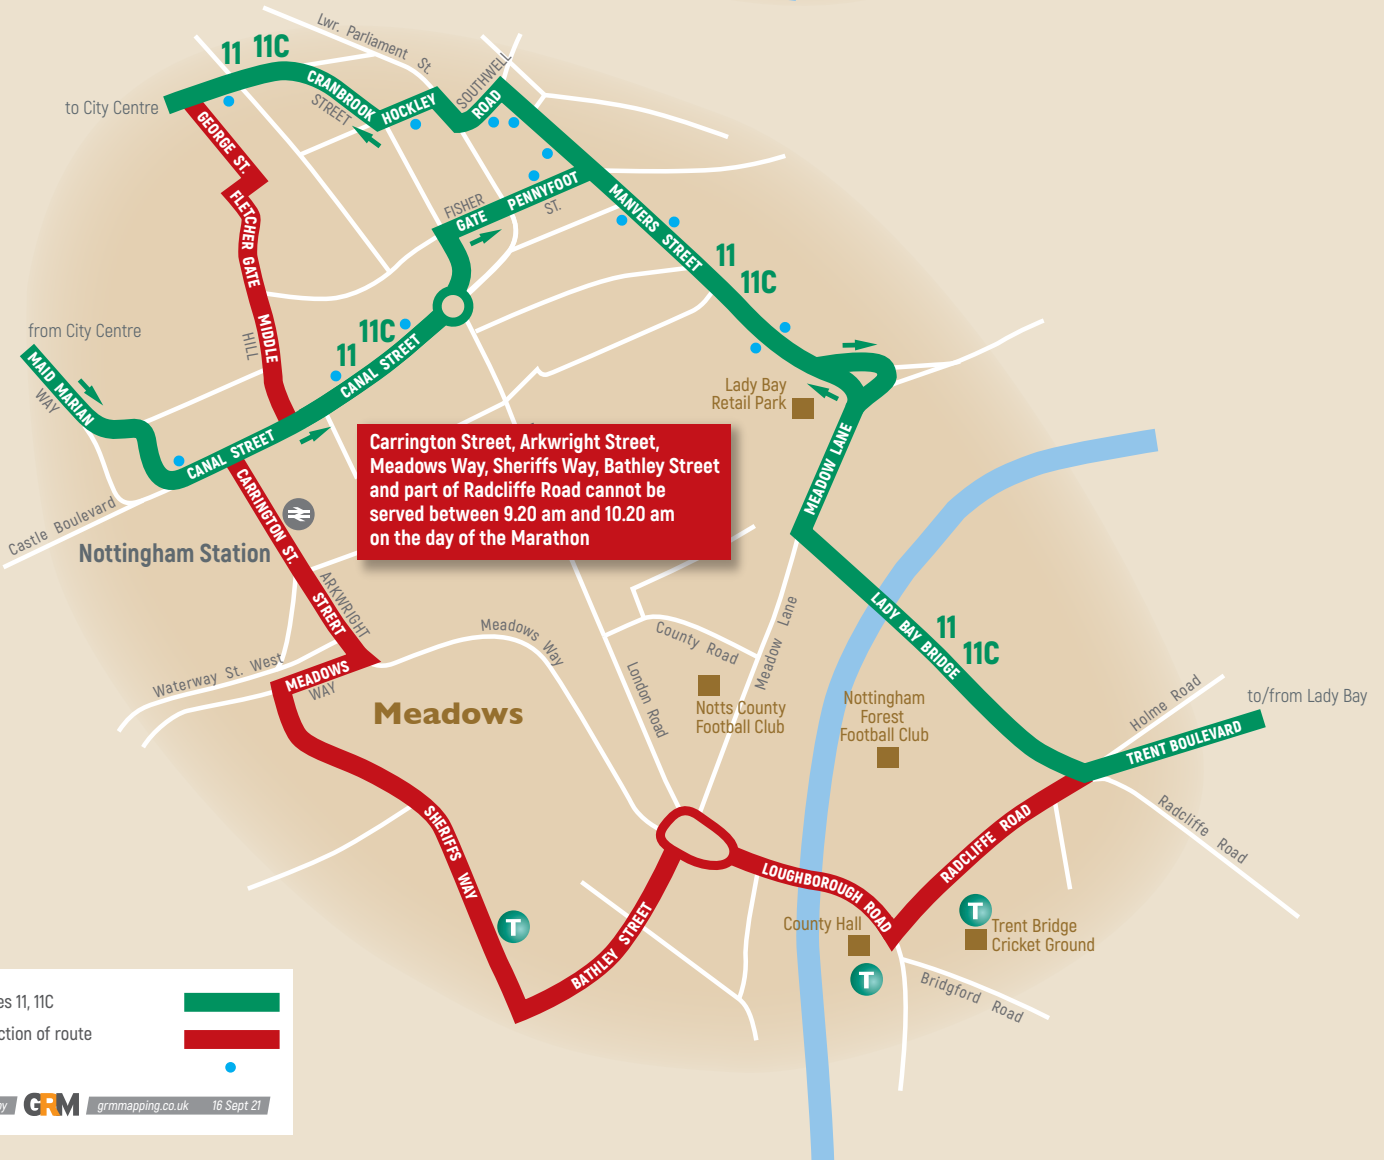 Lwr. Parliament St.
11 11C
to City Centre
CRANBROOK
STREET
HOCKLEY
SOUTHWELL
ROAD
GEORGE ST.
FLETCHER GATE
FISHER
GATE PENNYFOOT
ST.
MANVERS STREET
11
11C
MIDDLE
HILL
from City Centre
MAID MARIAN
WAY
11C
11
CANAL STREET
CANAL STREET
Lady Bay
Retail Park
MEADOW LANE
Castle Boulevard
Nottingham Station
CARRINGTON ST.
Carrington Street, Arkwright Street,
Meadows Way, Sheriffs Way, Bathley Street
and part of Radcliffe Road cannot be
served between 9.20 am and 10.20 am
on the day of the Marathon
ARKWRIGHT
STRERT
Waterway St. West
MEADOWS
WAY
Meadows Way
County Road
Meadow Lane
London Road
LADY BAY BRIDGE
11
11C
Meadows
Notts County
Football Club
Nottingham
Forest
Football Club
Holme Road
to/from Lady Bay
TRENT BOULEVARD
Radcliffe Road
RADCLIFFE ROAD
SHERIFFS WAY
BATHLEY STREET
LOUGHBOROUGH ROAD
T
County Hall
T
T
Trent Bridge
Cricket Ground
Bridgford Road
es 11, 11C
ction of route
by GRM grmmapping.co.uk 16 Sept 21